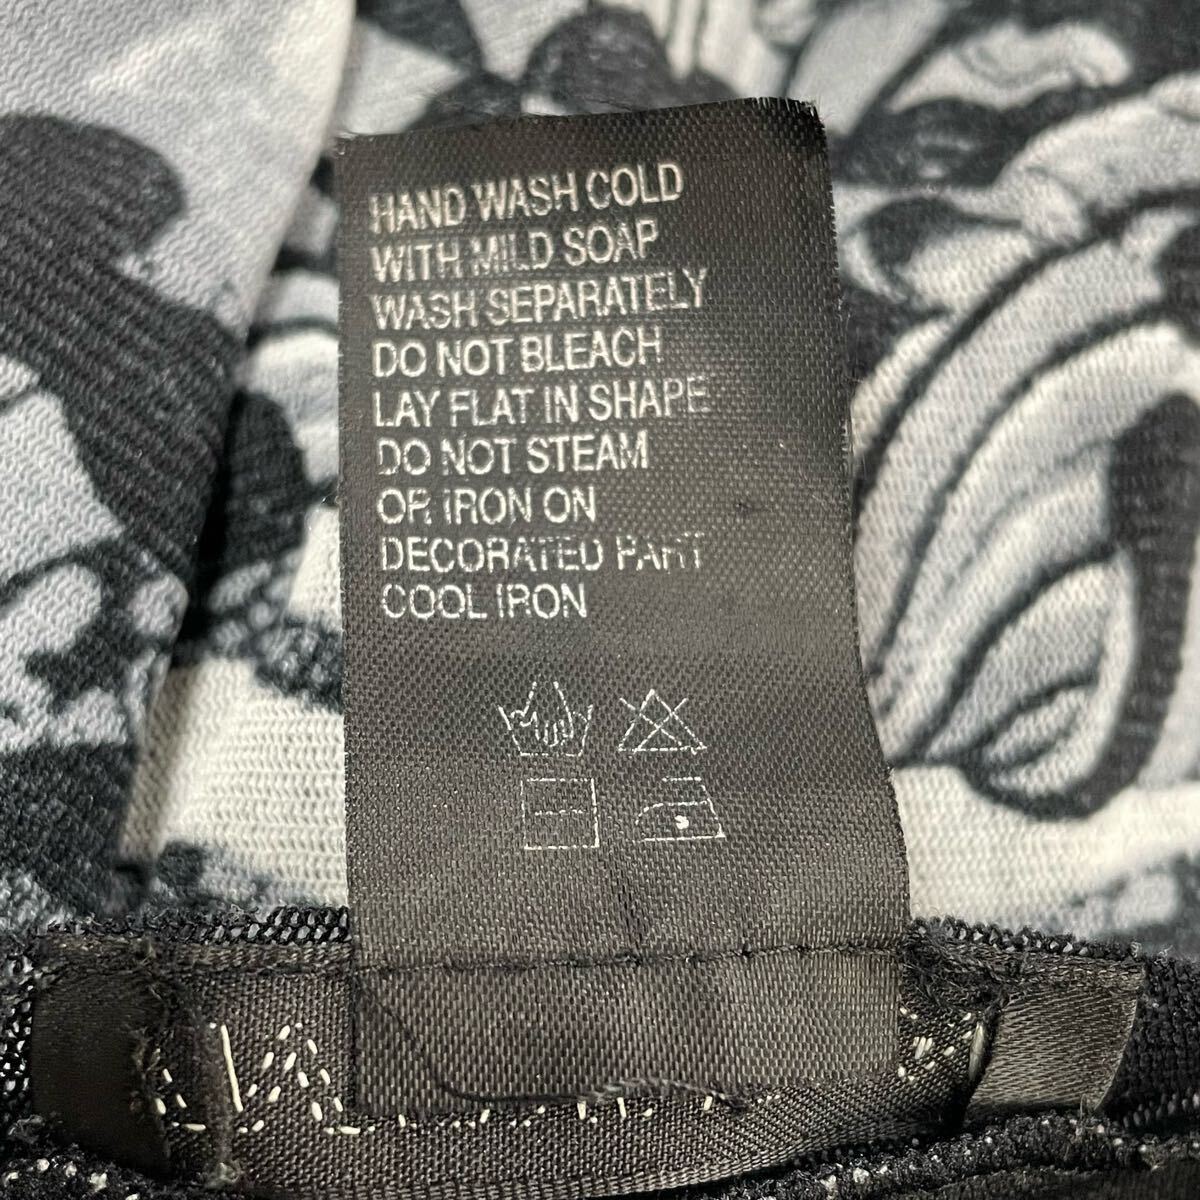 HAND WASH COLD
WITH MILD SOAP
WASH SEPARATELY
DO NOT BLEACH
LAY FLAT IN SHAPE
DO NOT STEAM
OR IRON ON
DECORATED PART
COOL IRON